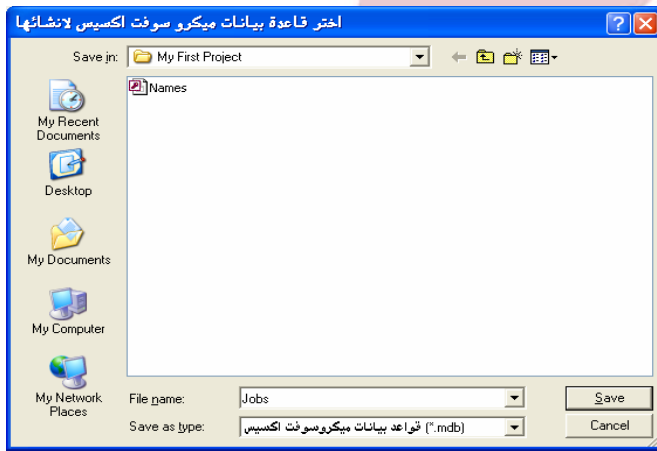 اختر قاعدة بيانات ميكرو سوفت اكسيس لانشائها
Save in: My First Project
Names
My Recent
Documents
Desktop
My Documents
My Computer
My Network
Places
File name: Jobs Save
Save as type: قواعد بيانات ميكروسوفت اكسيس (*.mdb) Cancel